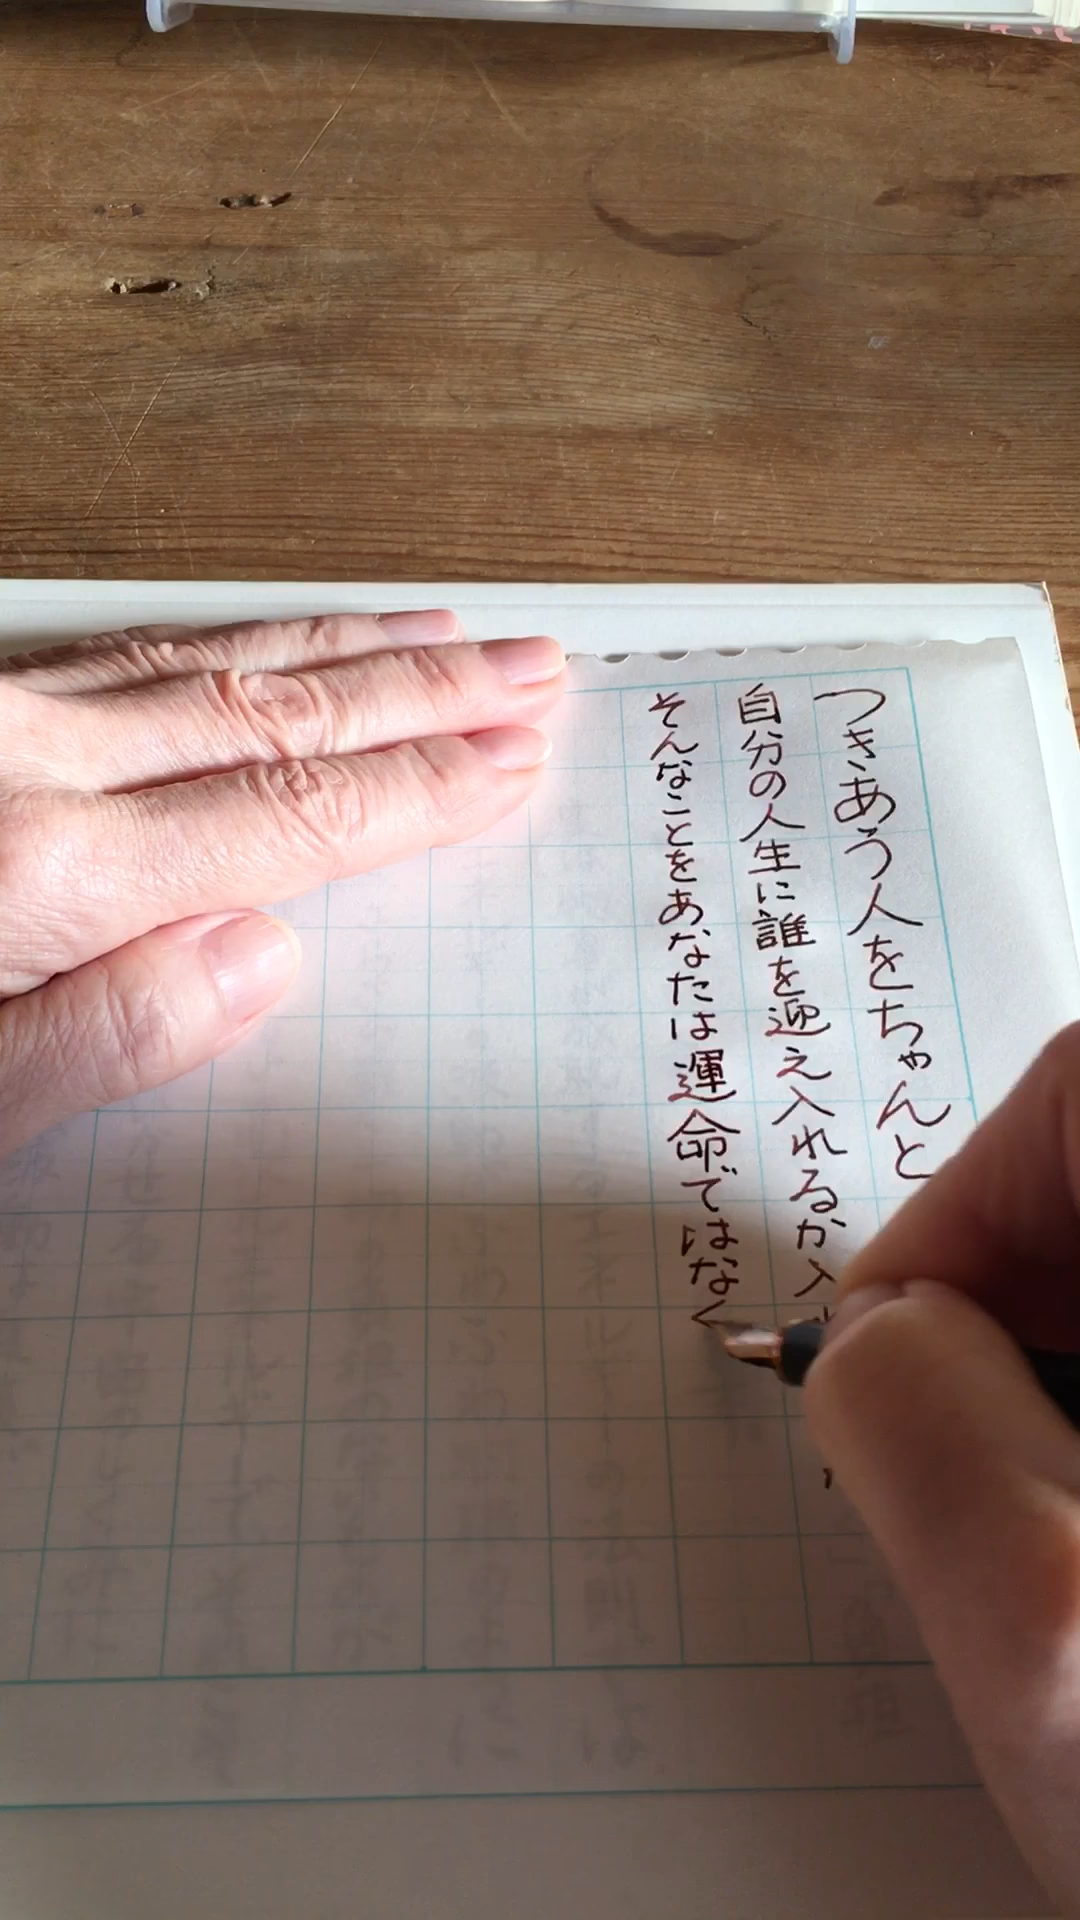 つきあう人をちゃんと
自分の人生に誰を迎え入れるか入
そんなことをあなたは運命ではなく